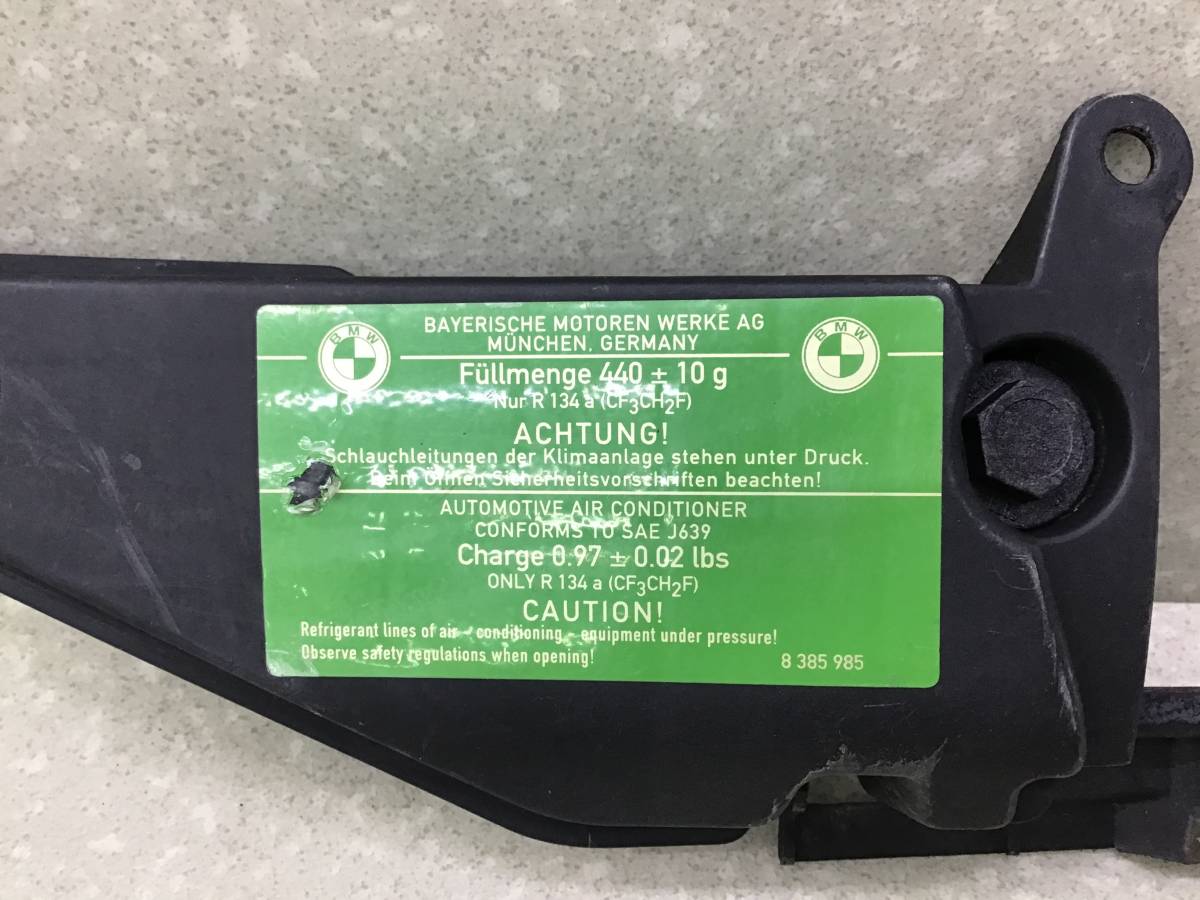 BMW
BMW
BAYERISCHE MOTOREN WERKE AG
MÜNCHEN, GERMANY
Füllmenge 440 ± 10 g
Nur R 134 a (CF3CH2F)
ACHTUNG!
Schlauchleitungen der Klimaanlage stehen unter Druck.
Beim Öffnen Sicherheitsvorschriften beachten!
AUTOMOTIVE AIR CONDITIONER
CONFORMS TO SAE J639
Charge 0.97 ± 0.02 lbs
ONLY R 134 a (CF3CH2F)
CAUTION!
Refrigerant lines of air - conditioning - equipment under pressure!
Observe safety regulations when opening!
8 385 985